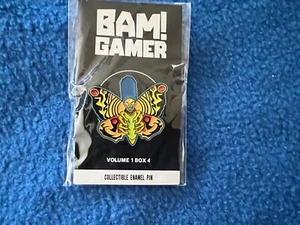 BAM!
GAMER
VOLUME 1 BOX 4
COLLECTIBLE ENAMEL PIN